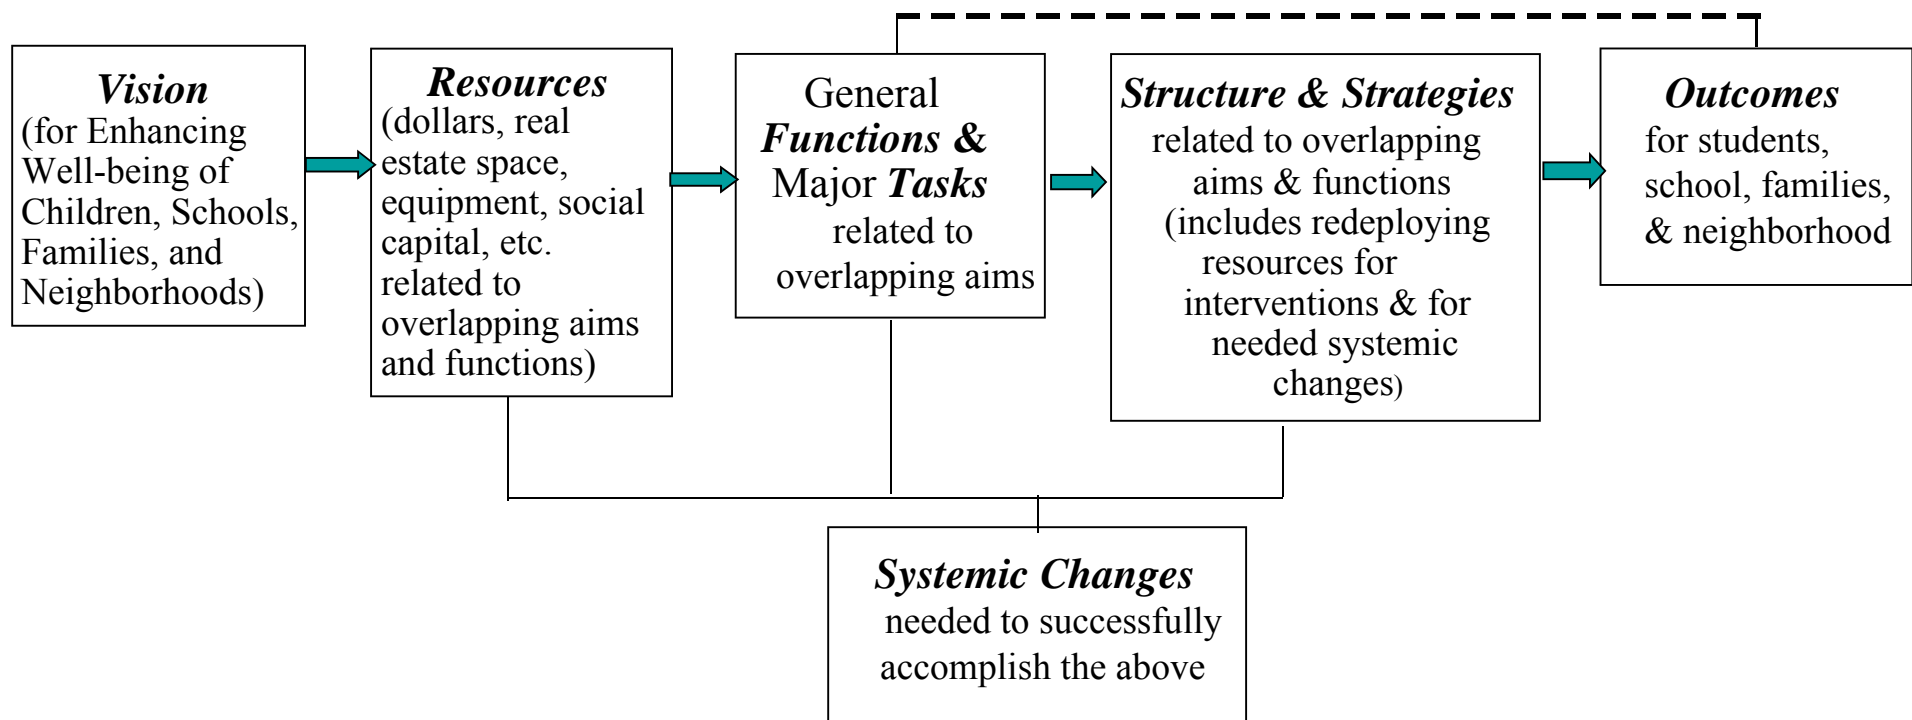 Vision
(for Enhancing
Well-being of
Children, Schools,
Families, and
Neighborhoods)
Resources
(dollars, real
estate space,
equipment, social
capital, etc.
related to
overlapping aims
and functions)
General
Functions &
Major Tasks
related to
overlapping aims
Structure & Strategies
related to overlapping
aims & functions
(includes redeploying
resources for
interventions & for
needed systemic
changes)
Outcomes
for students,
school, families,
& neighborhood
Systemic Changes
needed to successfully
accomplish the above